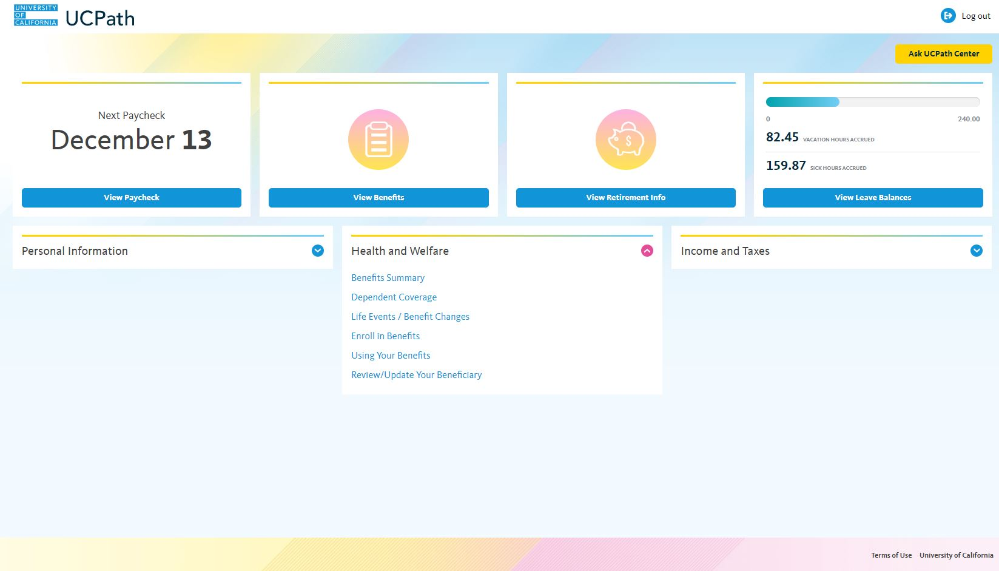 UNIVERSITY
OF
CALIFORNIA
UCPath
Log out
Ask UCPath Center
Next Paycheck
December 13
View Paycheck
View Benefits
$
View Retirement Info
0 240.00
82.45 VACATION HOURS ACCRUED
159.87 SICK HOURS ACCRUED
View Leave Balances
Personal Information
Health and Welfare
Benefits Summary
Dependent Coverage
Life Events / Benefit Changes
Enroll in Benefits
Using Your Benefits
Review/Update Your Beneficiary
Income and Taxes
Terms of Use University of California